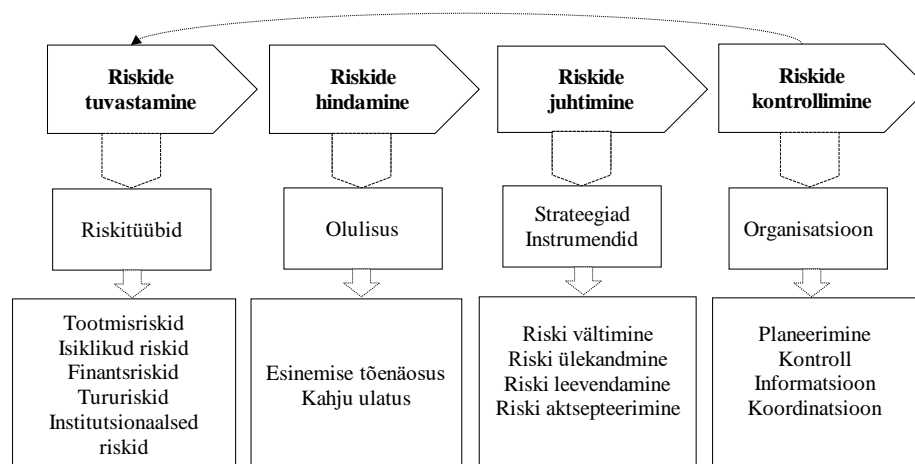 Riskide
tuvastamine
Riskide
hindamine
Riskide
juhtimine
Riskide
kontrollimine
Riskitüübid
Olulisus
Strateegiad
Instrumendid
Organisatsioon
Tootmisriskid
Isiklikud riskid
Finantsriskid
Tururiskid
Institutsionaalsed
riskid
Esinemise tõenäosus
Kahju ulatus
Riski vältimine
Riski ülekandmine
Riski leevendamine
Riski aktsepteerimine
Planeerimine
Kontroll
Informatsioon
Koordinatsioon